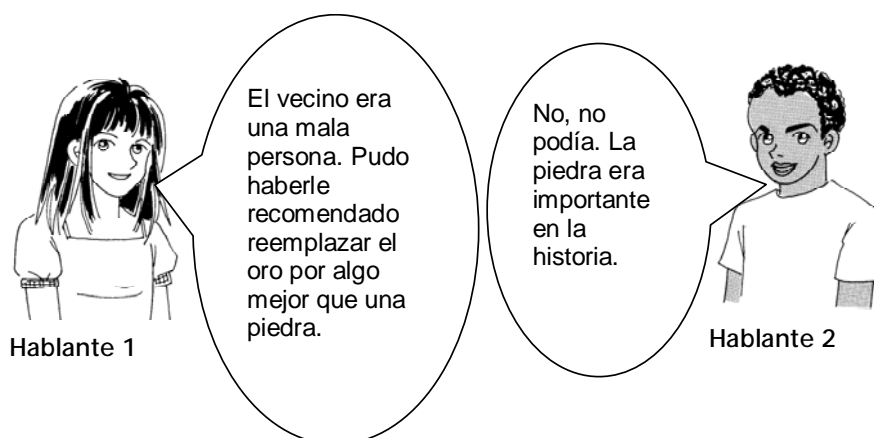 El vecino era
una mala
persona. Pudo
haberle
recomendado
reemplazar el
oro por algo
mejor que una
piedra.
Hablante 1
No, no
podía. La
piedra era
importante
en la
historia.
Hablante 2